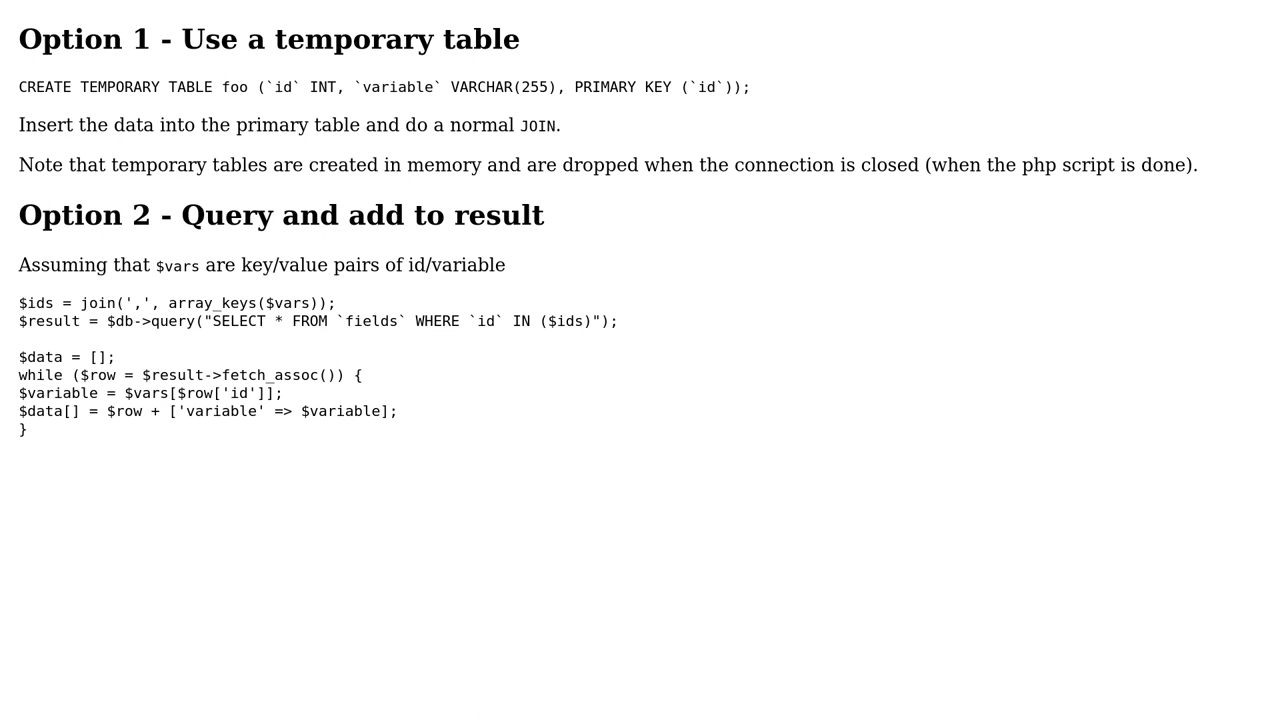 Option 1 - Use a temporary table
CREATE TEMPORARY TABLE foo (`id` INT, `variable` VARCHAR(255), PRIMARY KEY (`id`));
Insert the data into the primary table and do a normal JOIN.
Note that temporary tables are created in memory and are dropped when the connection is closed (when the php script is done).
Option 2 - Query and add to result
Assuming that $vars are key/value pairs of id/variable
$ids = join(',', array_keys($vars));
$result = $db->query("SELECT * FROM `fields` WHERE `id` IN ($ids)");
$data = [];
while ($row = $result->fetch_assoc()) {
$variable = $vars[$row['id']];
$data[] = $row + ['variable' => $variable];
}